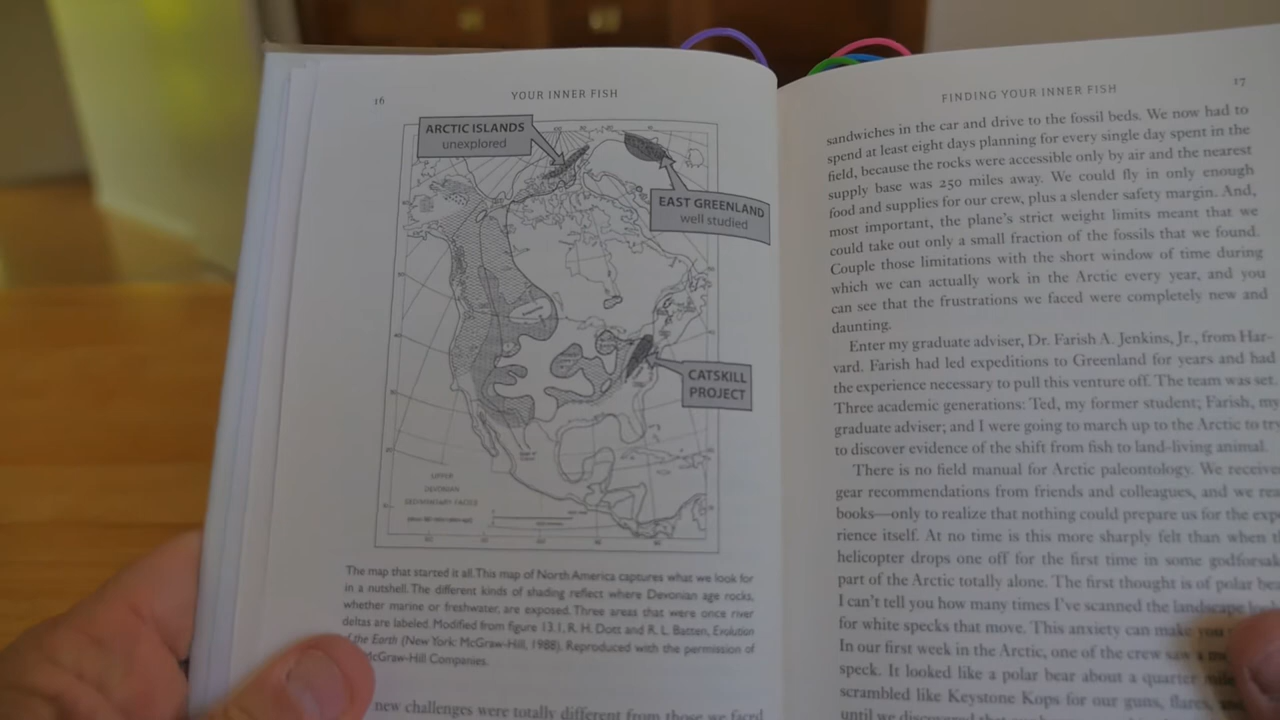 16
YOUR INNER FISH
ARCTIC ISLANDS
unexplored
EAST GREENLAND
well studied
CATSKILL
PROJECT
UPPER
DEVONIAN
SEDIMENTARY FACIES
The map that started it all. This map of North America captures what we look for
in a nutshell. The different kinds of shading reflect where Devonian age rocks,
whether marine or freshwater, are exposed. Three areas that were once river
deltas are labeled. Modified from figure 13.1, R. H. Dott and R. L. Batten, Evolution
of the Earth (New York: McGraw-Hill, 1988). Reproduced with the permission of
cGraw-Hill Companies.
new challenges were totally different from those we faced
FINDING YOUR INNER FISH
17
sandwiches in the car and drive to the fossil beds. We now had to
spend at least eight days planning for every single day spent in the
field, because the rocks were accessible only by air and the nearest
supply base was 250 miles away. We could fly in only enough
food and supplies for our crew, plus a slender safety margin. And,
most important, the plane's strict weight limits meant that we
could take out only a small fraction of the fossils that we found.
Couple those limitations with the short window of time during
which we can actually work in the Arctic every year, and you
can see that the frustrations we faced were completely new and
daunting.
Enter my graduate adviser, Dr. Farish A. Jenkins, Jr., from Har-
vard. Farish had led expeditions to Greenland for years and had
the experience necessary to pull this venture off. The team was set.
Three academic generations: Ted, my former student; Farish, my
graduate adviser; and I were going to march up to the Arctic to try
to discover evidence of the shift from fish to land-living animal.
There is no field manual for Arctic paleontology. We receive
gear recommendations from friends and colleagues, and we rea
books—only to realize that nothing could prepare us for the expe
rience itself. At no time is this more sharply felt than when t
helicopter drops one off for the first time in some godforsak
part of the Arctic totally alone. The first thought is of polar bea
I can't tell you how many times I've scanned the landscape
for white specks that move. This anxiety can make you
In our first week in the Arctic, one of the crew saw a
speck. It looked like a polar bear about a quarter mile
scrambled like Keystone Kops for our guns, flares,
until we discovered that